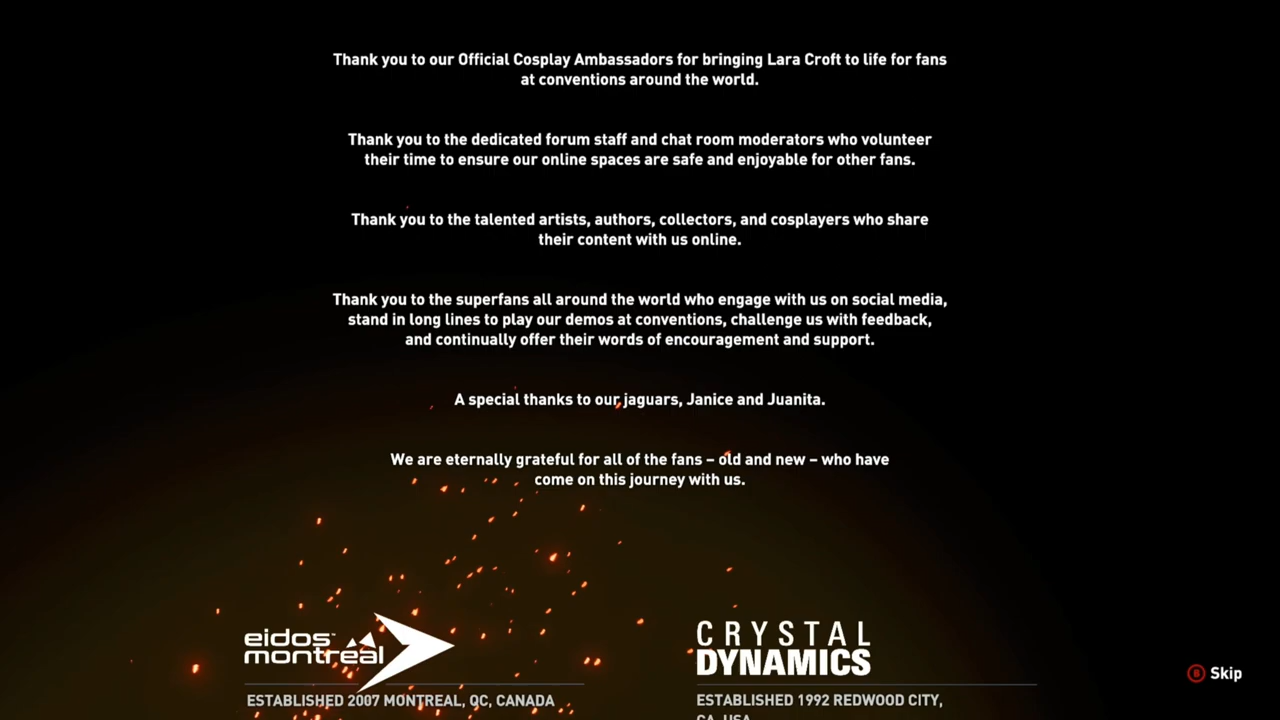 Thank you to our Official Cosplay Ambassadors for bringing Lara Croft to life for fans
at conventions around the world.
Thank you to the dedicated forum staff and chat room moderators who volunteer
their time to ensure our online spaces are safe and enjoyable for other fans.
Thank you to the talented artists, authors, collectors, and cosplayers who share
their content with us online.
Thank you to the superfans all around the world who engage with us on social media,
stand in long lines to play our demos at conventions, challenge us with feedback,
and continually offer their words of encouragement and support.
A special thanks to our jaguars, Janice and Juanita.
We are eternally grateful for all of the fans – old and new – who have
come on this journey with us.
eidos™
montréal
ESTABLISHED 2007 MONTREAL, QC, CANADA
CRYSTAL
DYNAMICS
ESTABLISHED 1992 REDWOOD CITY,
CA, USA
B Skip